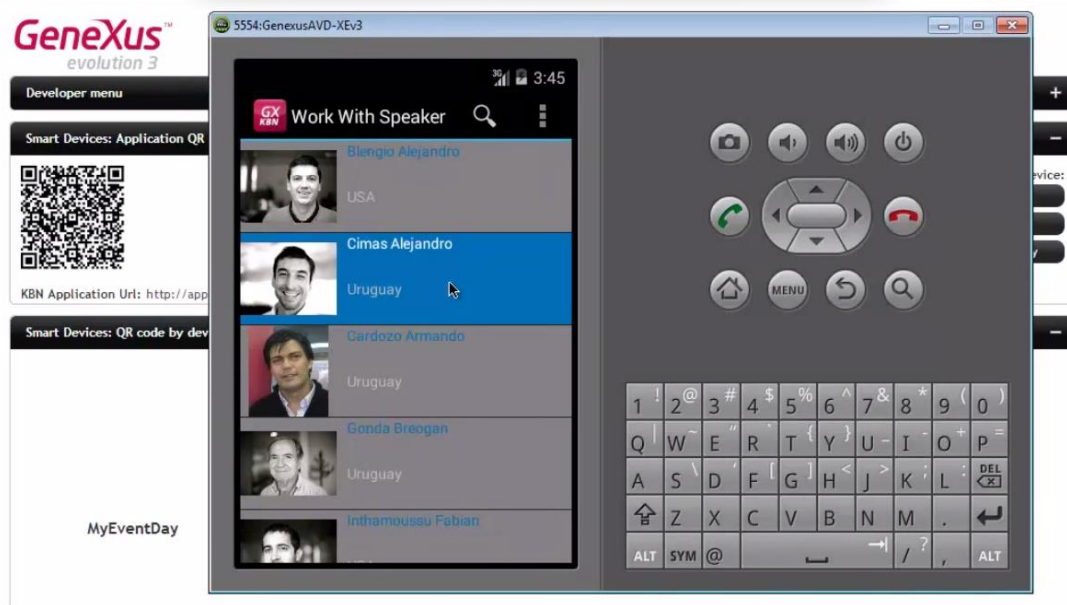 GeneXus™
evolution 3
Developer menu
+
Smart Devices: Application QR
−
vice:
KBN Application Url: http://app
Smart Devices: QR code by dev
−
MyEventDay
5554:GenexusAVD-XEv3
3G
3:45
GX
KBN
Work With Speaker
Blengio Alejandro
USA
Cimas Alejandro
Uruguay
Cardozo Armando
Uruguay
Gonda Breogan
Uruguay
Inthamoussu Fabian
MENU
1 ! 2 @ 3 # 4 $ 5 % 6 ^ 7 & 8 * 9 ( 0 )
Q | W ~ E " R ` T { Y } U _ I - O + P =
A S \ D ' F [ G ] H < J > K ; L : DEL
Z X C V B N M .
ALT SYM @ / ? , ALT